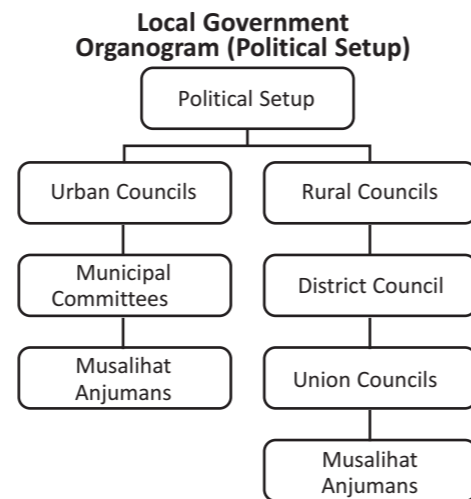 Local Government
Organogram (Political Setup)
Political Setup
Urban Councils
Rural Councils
Municipal
Committees
District Council
Musalihat
Anjumans
Union Councils
Musalihat
Anjumans